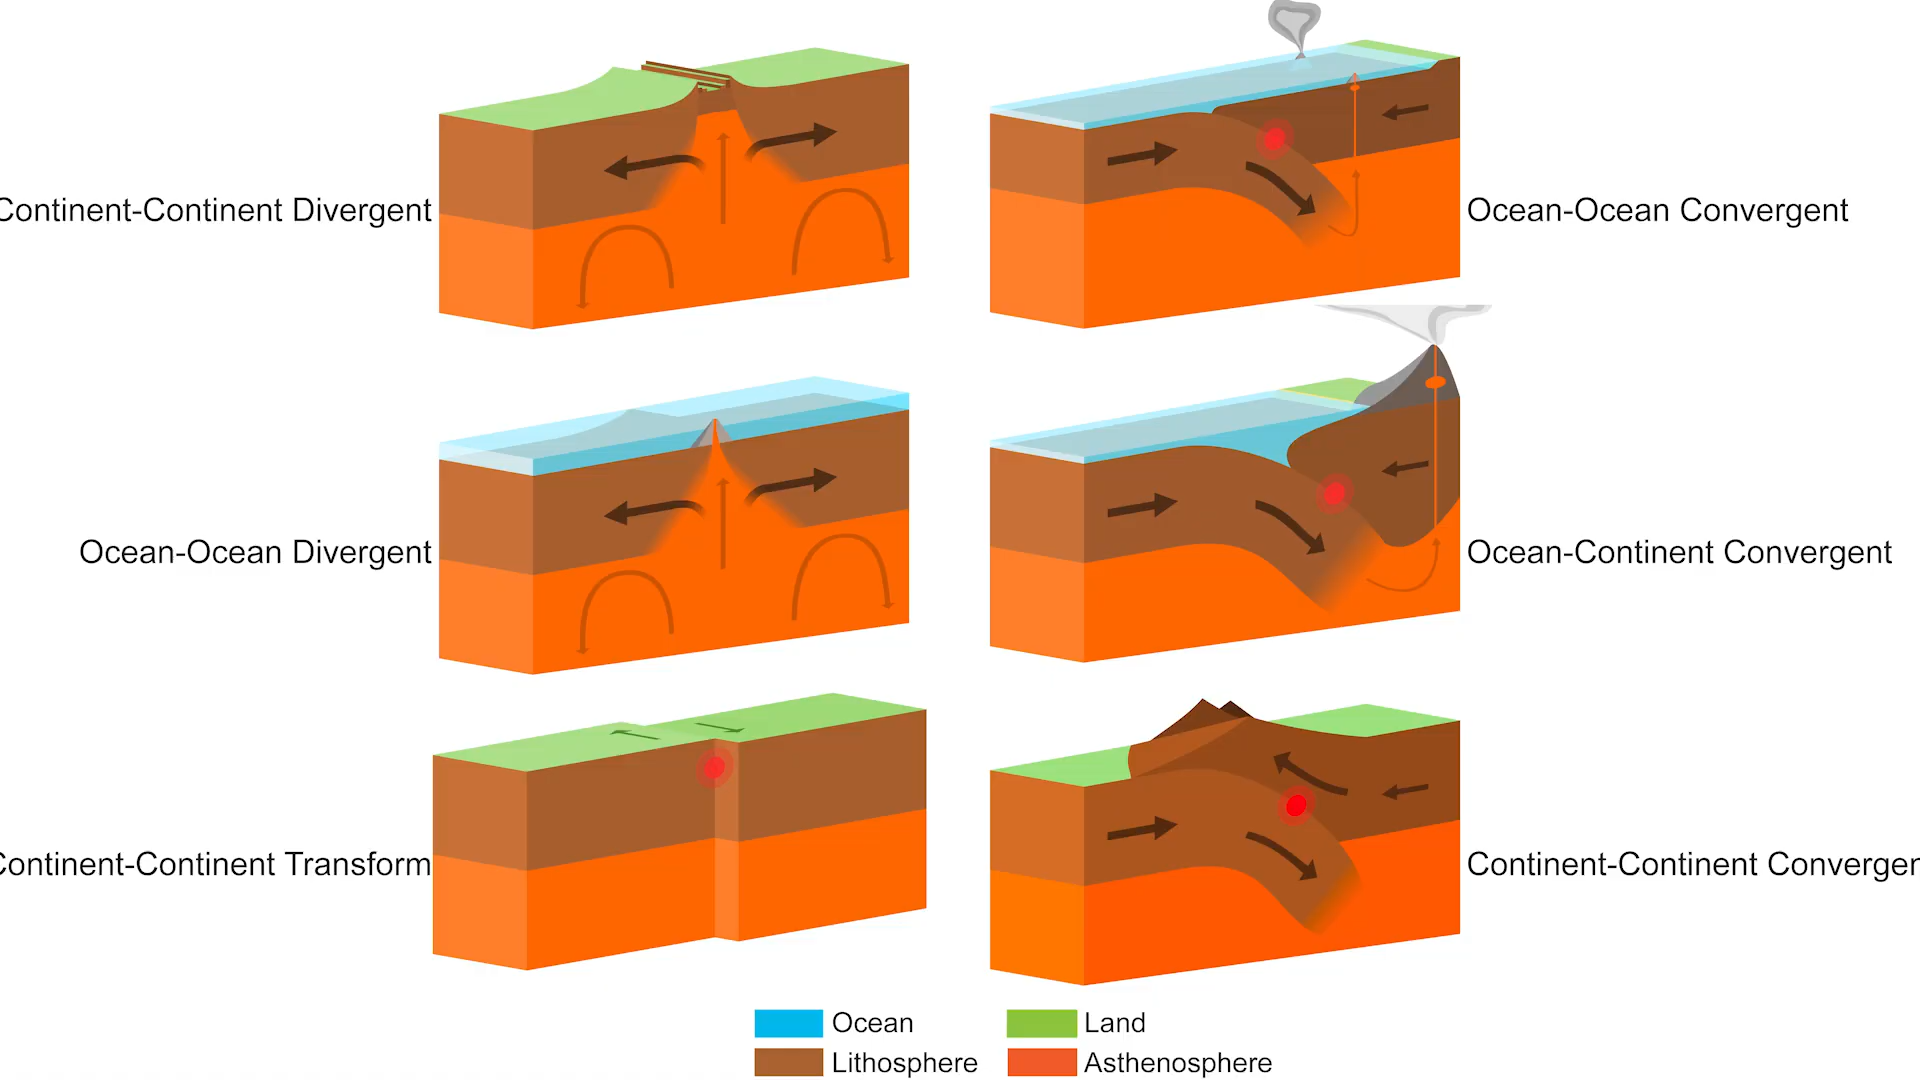 Continent-Continent Divergent
Ocean-Ocean Convergent
Ocean-Ocean Divergent
Ocean-Continent Convergent
Continent-Continent Transform
Continent-Continent Convergen
Ocean
Land
Lithosphere
Asthenosphere